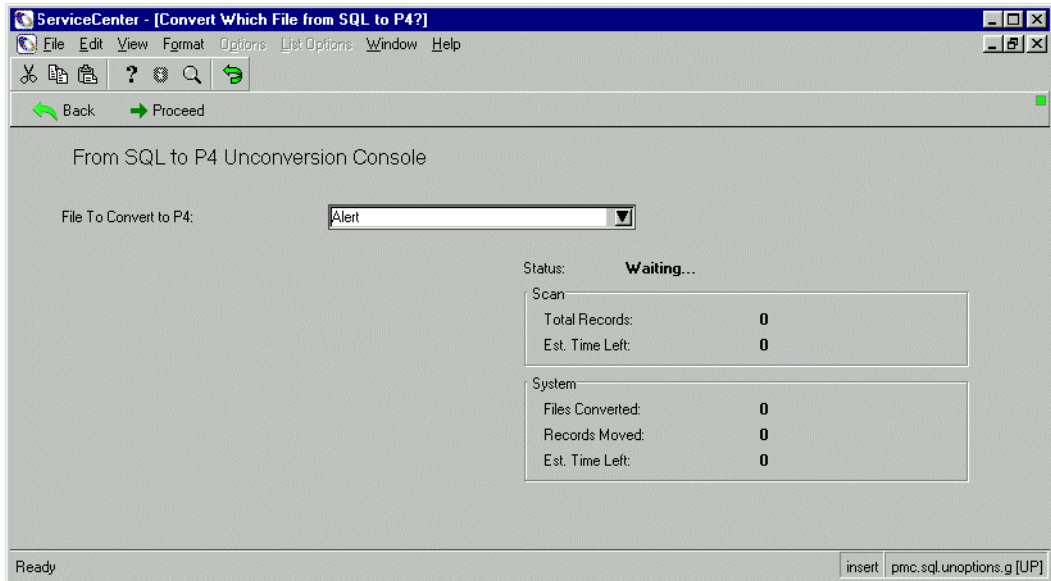 ServiceCenter - [Convert Which File from SQL to P4?]
File Edit View Format Options List Options Window Help
Back Proceed
From SQL to P4 Unconversion Console
File To Convert to P4: Alert
Status: Waiting...
Scan
Total Records: 0
Est. Time Left: 0
System
Files Converted: 0
Records Moved: 0
Est. Time Left: 0
Ready insert pmc.sql.unoptions.g [UP]